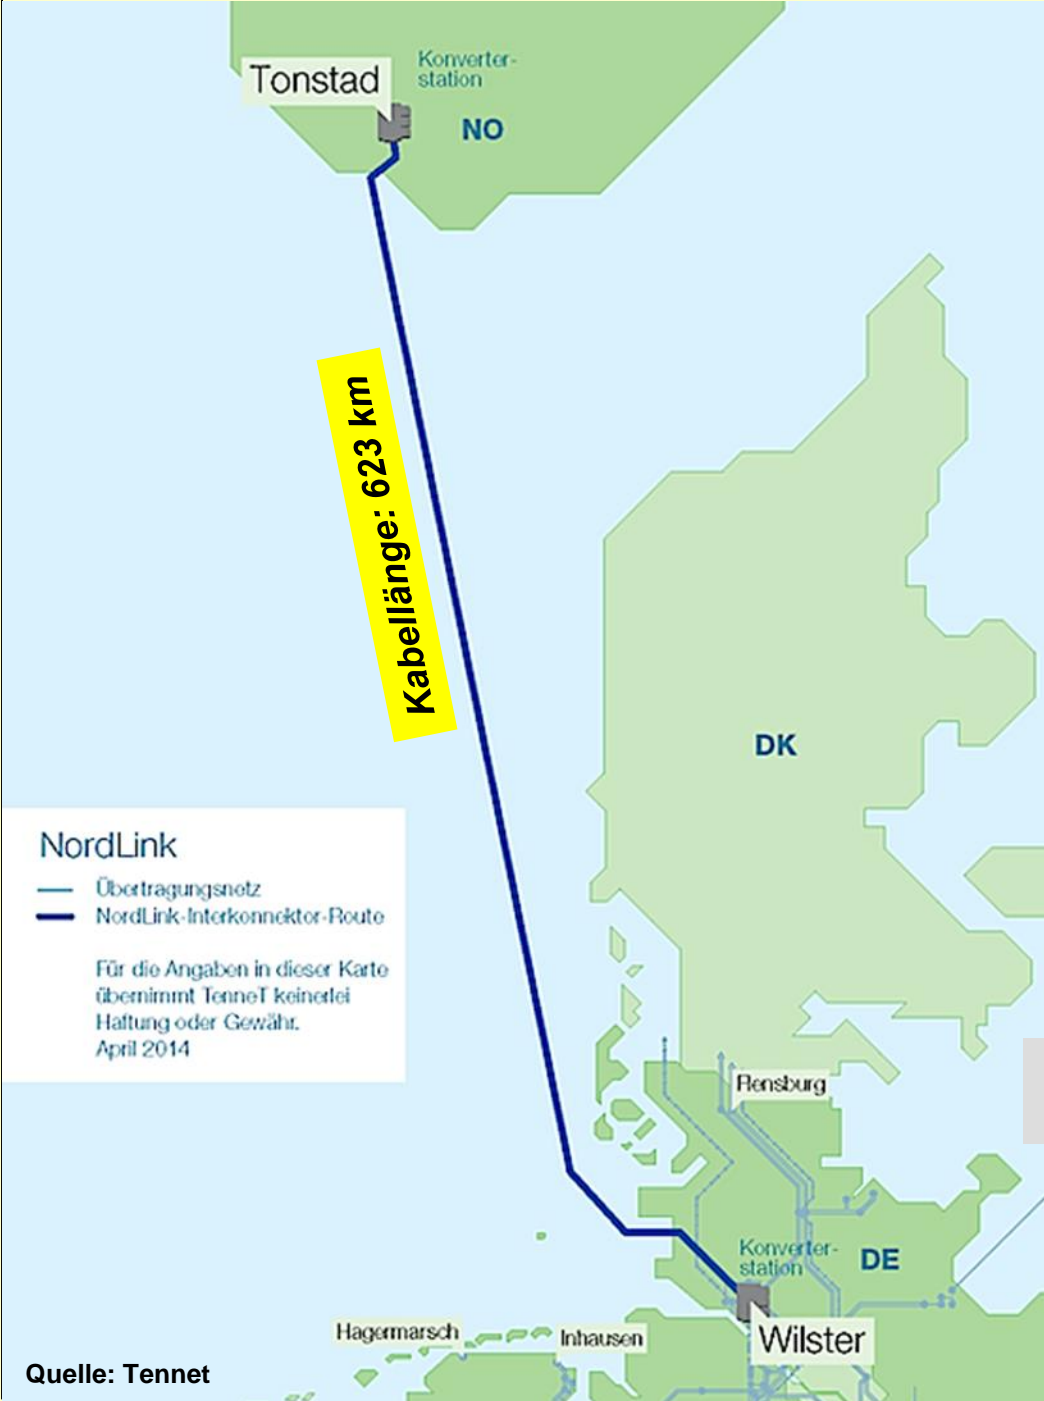 Tonstad
Konverter-
station
NO
Kabellänge: 623 km
DK
NordLink
Übertragungsnetz
NordLink-Interkonnektor-Route
Für die Angaben in dieser Karte
übernimmt TenneT keinerlei
Haftung oder Gewähr.
April 2014
Flensburg
Konverter-
station
DE
Hagermarsch
Inhausen
Wilster
Quelle: Tennet